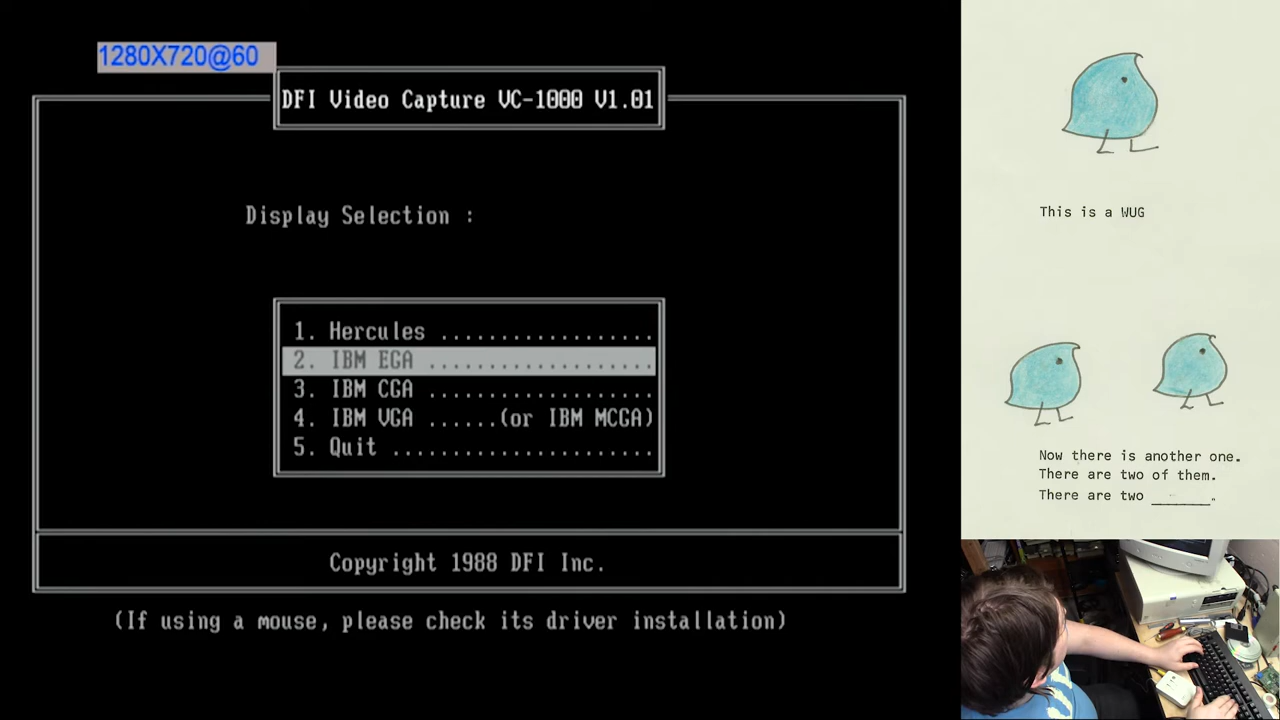 1280X720@60
DFI Video Capture VC-1000 V1.01
Display Selection :
1. Hercules ..................
2. IBM EGA ...................
3. IBM CGA ...................
4. IBM VGA ......(or IBM MCGA)
5. Quit ......................
Copyright 1988 DFI Inc.
(If using a mouse, please check its driver installation)
This is a WUG
Now there is another one.
There are two of them.
There are two _______.